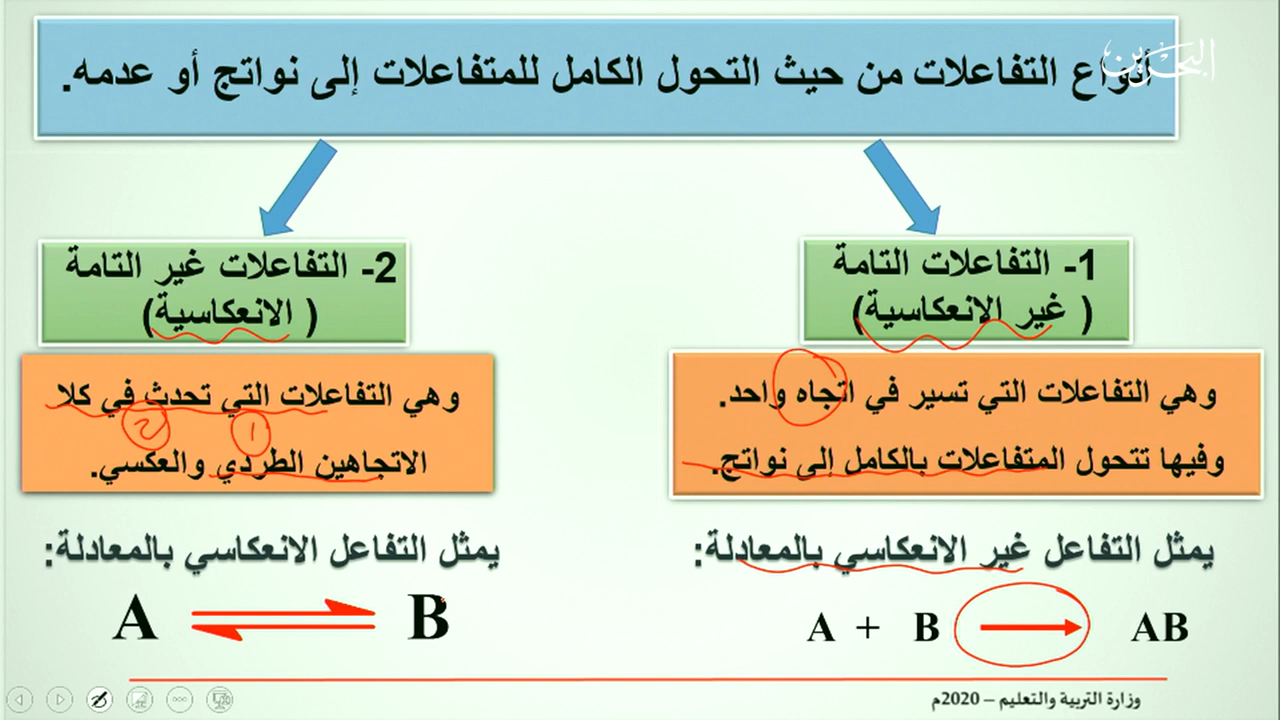 أنواع التفاعلات من حيث التحول الكامل للمتفاعلات إلى نواتج أو عدمه.
البحرين
1- التفاعلات التامة
( غير الانعكاسية)
وهي التفاعلات التي تسير في اتجاه واحد.
وفيها تتحول المتفاعلات بالكامل إلى نواتج.
يمثل التفاعل غير الانعكاسي بالمعادلة:
A + B → AB
2- التفاعلات غير التامة
( الانعكاسية)
وهي التفاعلات التي تحدث في كلا
1 2
الاتجاهين الطردي والعكسي.
يمثل التفاعل الانعكاسي بالمعادلة:
A ⇌ B
وزارة التربية والتعليم – 2020م